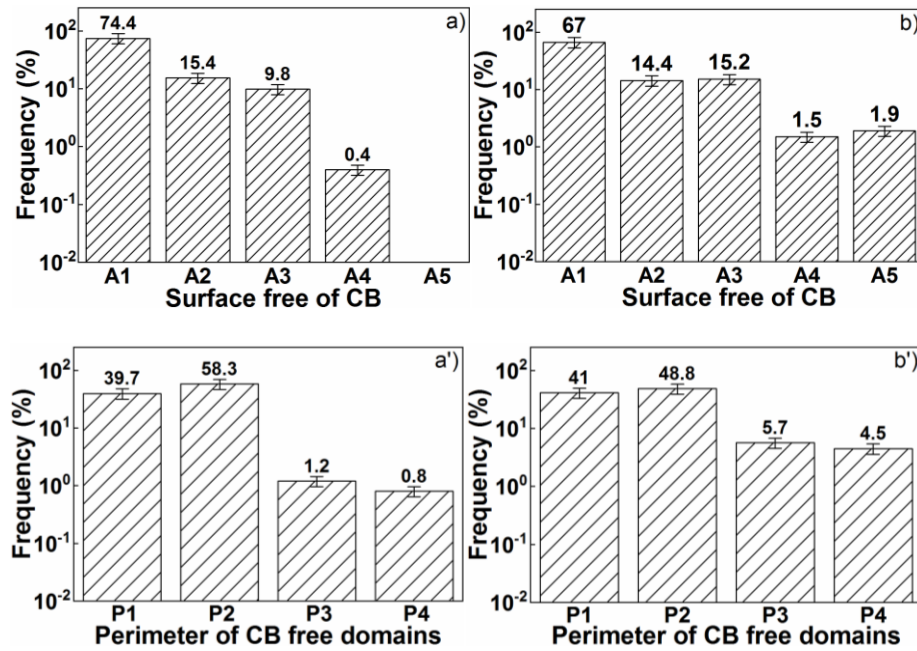 a)
Frequency (%)
10²
10¹
10⁰
10⁻¹
10⁻²
74.4
15.4
9.8
0.4
A1 A2 A3 A4 A5
Surface free of CB
b)
Frequency (%)
10²
10¹
10⁰
10⁻¹
10⁻²
67
14.4
15.2
1.5
1.9
A1 A2 A3 A4 A5
Surface free of CB
a')
Frequency (%)
10²
10¹
10⁰
10⁻¹
10⁻²
39.7
58.3
1.2
0.8
P1 P2 P3 P4
Perimeter of CB free domains
b')
Frequency (%)
10²
10¹
10⁰
10⁻¹
10⁻²
41
48.8
5.7
4.5
P1 P2 P3 P4
Perimeter of CB free domains